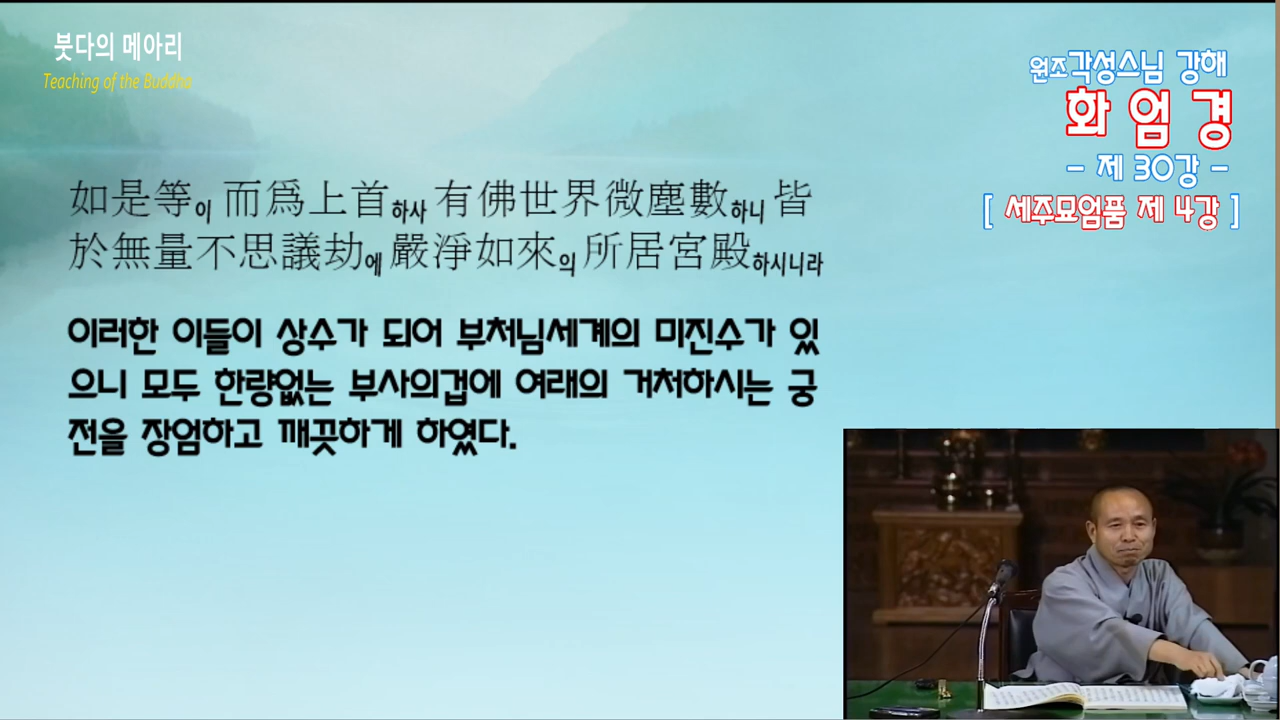 붓다의 메아리
Teaching of the Buddha
원조각성스님 강해
화 엄 경
- 제 30강 -
[ 세주묘엄품 제 4강 ]
如是等이 而爲上首하사 有佛世界微塵數하니 皆
於無量不思議劫에 嚴淨如來의 所居宮殿하시니라
이러한 이들이 상수가 되어 부처님세계의 미진수가 있
으니 모두 한량없는 부사의겁에 여래의 거처하시는 궁
전을 장엄하고 깨끗하게 하였다.